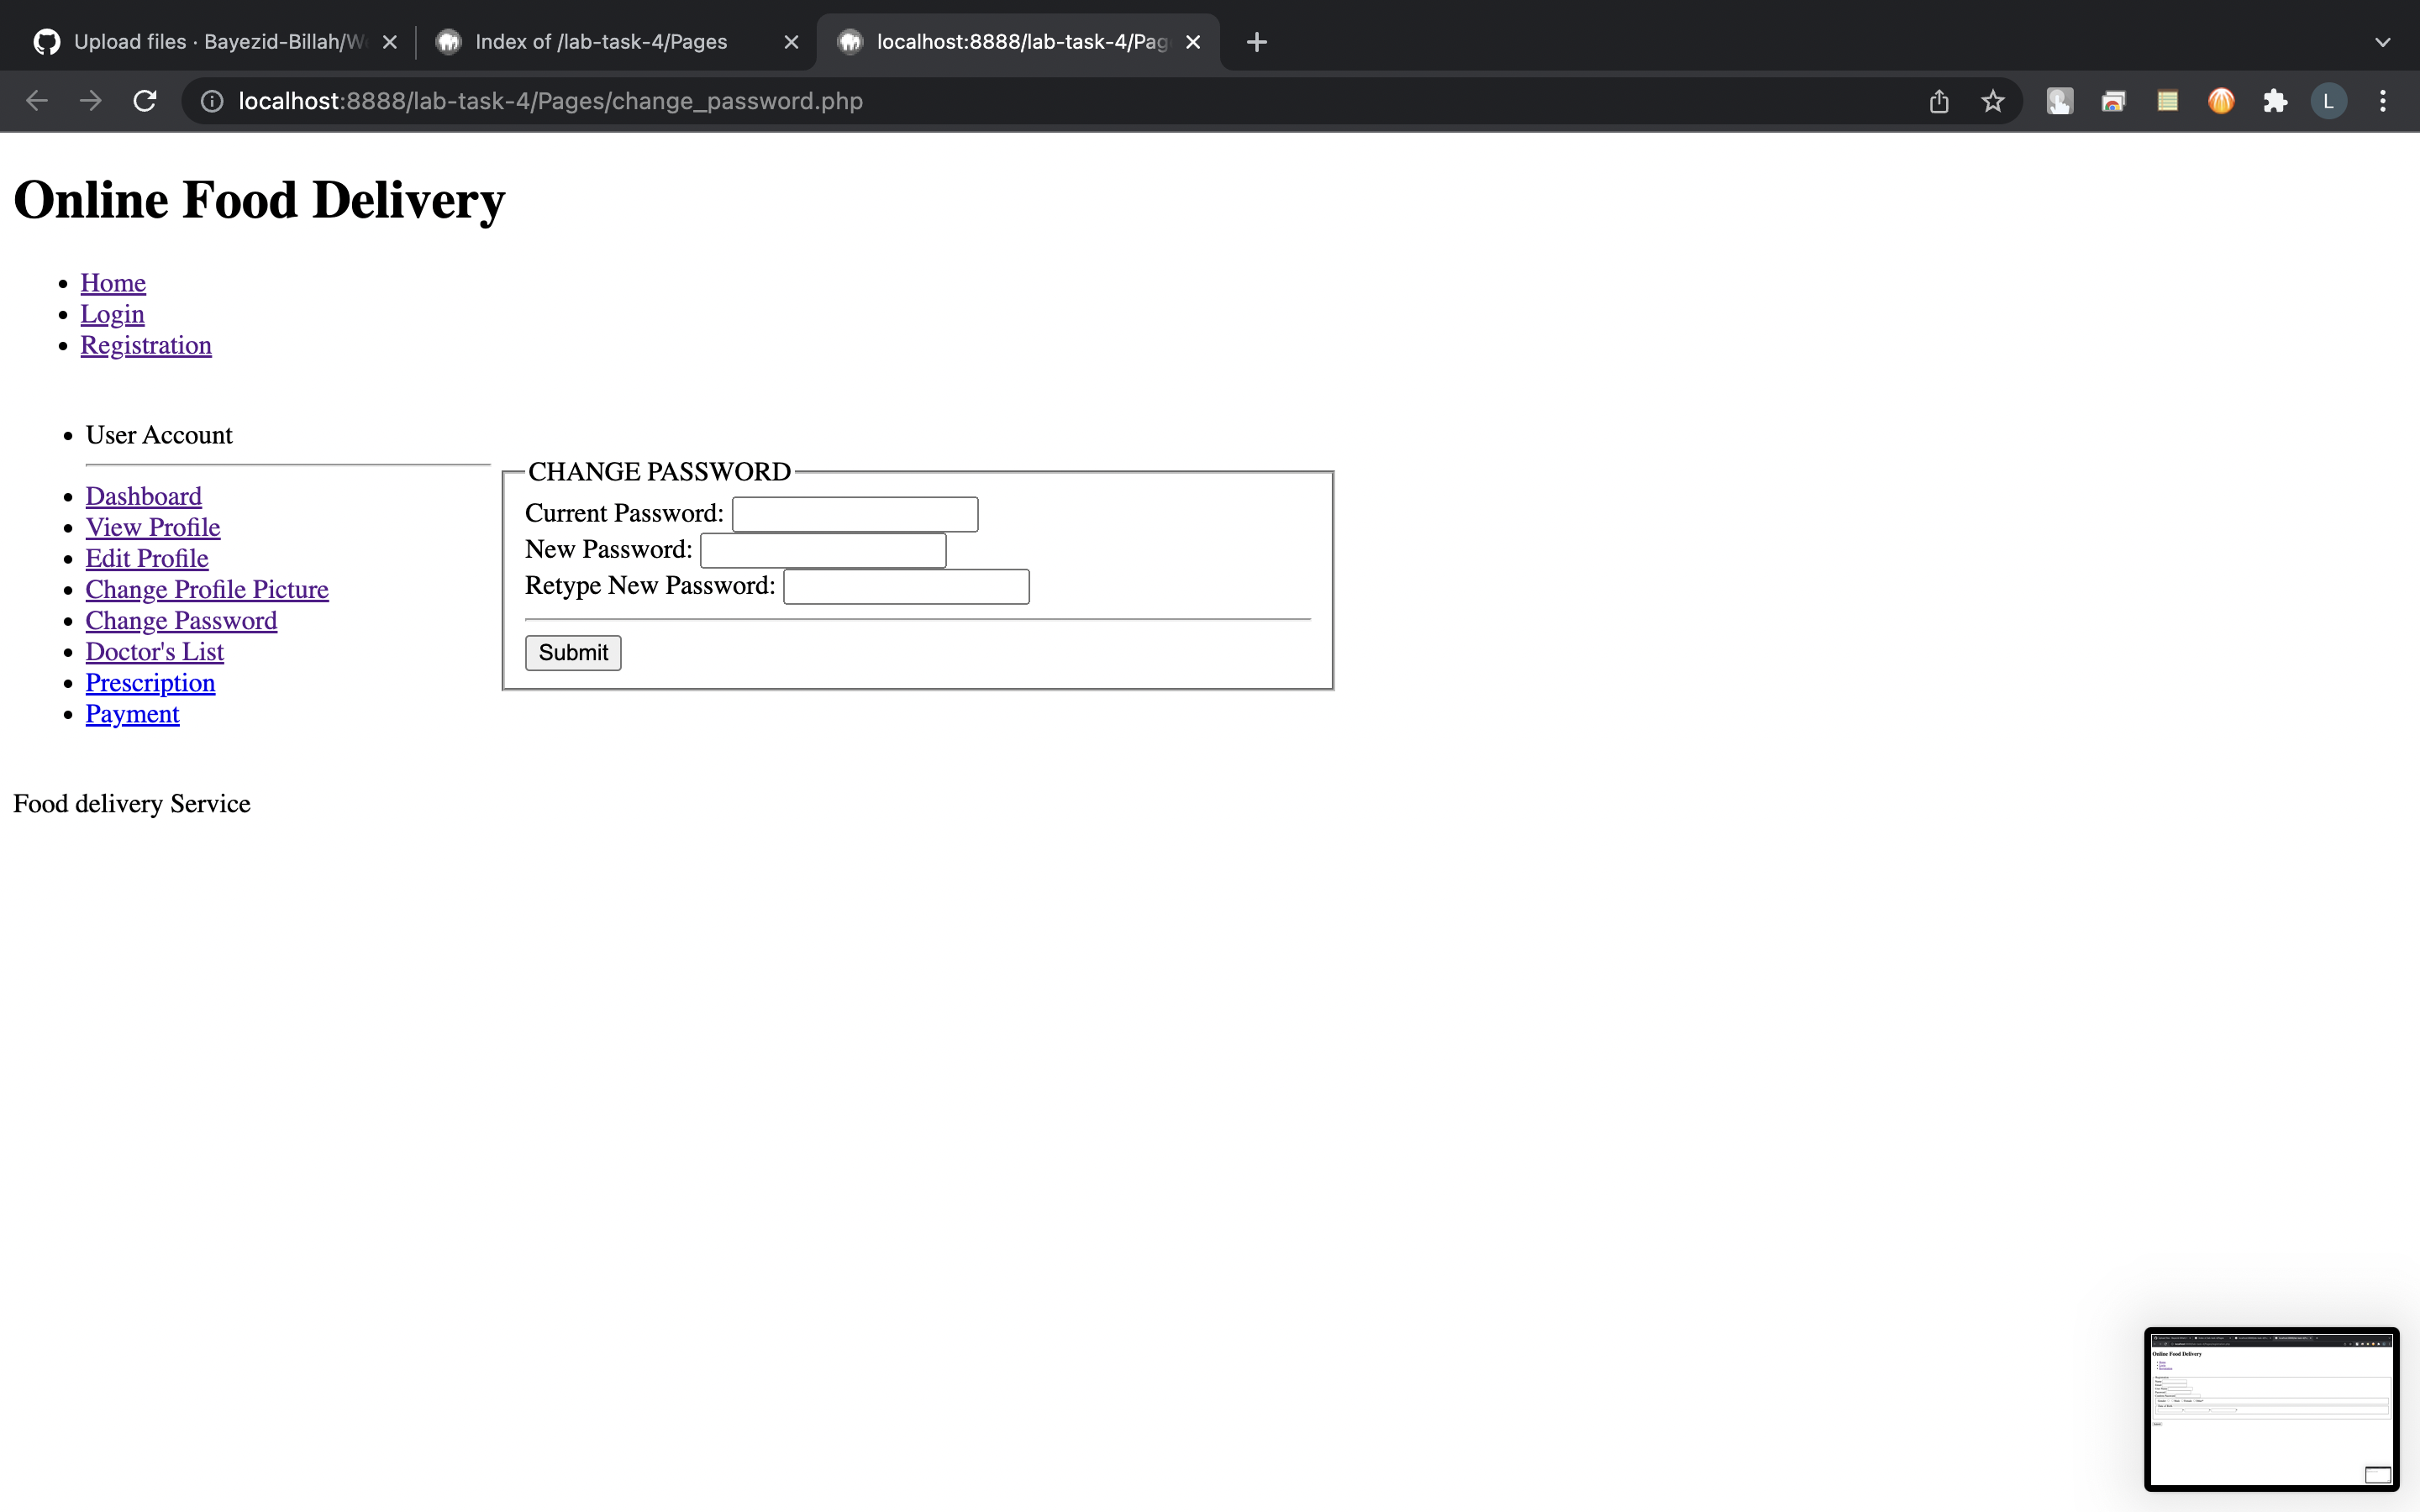 Upload files · Bayezid-Billah/W
Index of /lab-task-4/Pages
localhost:8888/lab-task-4/Pag
localhost:8888/lab-task-4/Pages/change_password.php
L
Online Food Delivery
Home
Login
Registration
User Account
Dashboard
View Profile
Edit Profile
Change Profile Picture
Change Password
Doctor's List
Prescription
Payment
CHANGE PASSWORD
Current Password:
New Password:
Retype New Password:
Submit
Food delivery Service
Online Food Delivery